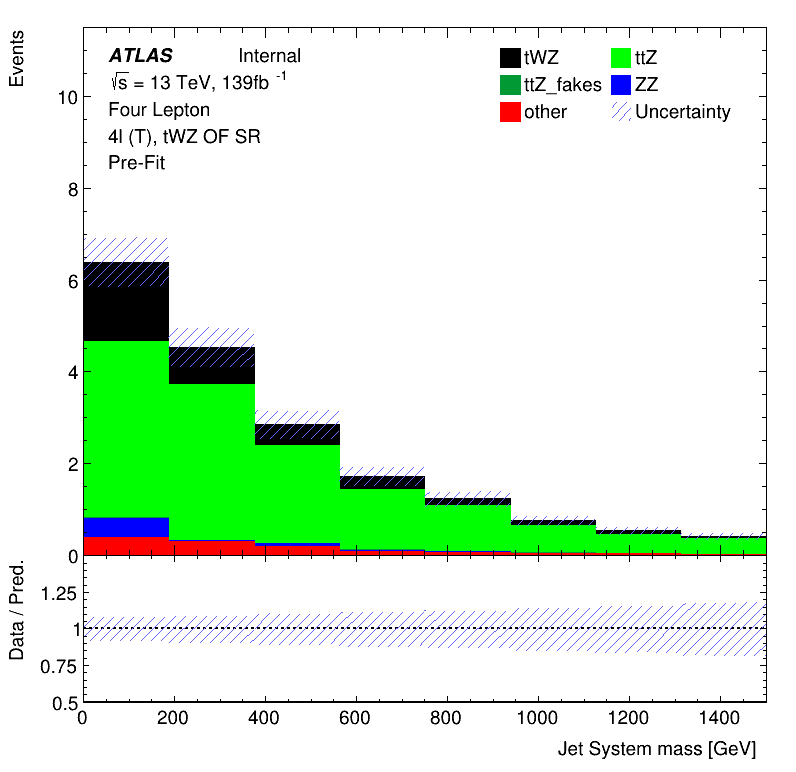 Events
ATLAS Internal
√s = 13 TeV, 139fb -1
Four Lepton
4l (T), tWZ OF SR
Pre-Fit
tWZ ttZ
ttZ_fakes ZZ
other Uncertainty
10
8
6
4
2
0
Data / Pred.
1.25
1
0.75
0.5
0 200 400 600 800 1000 1200 1400
Jet System mass [GeV]